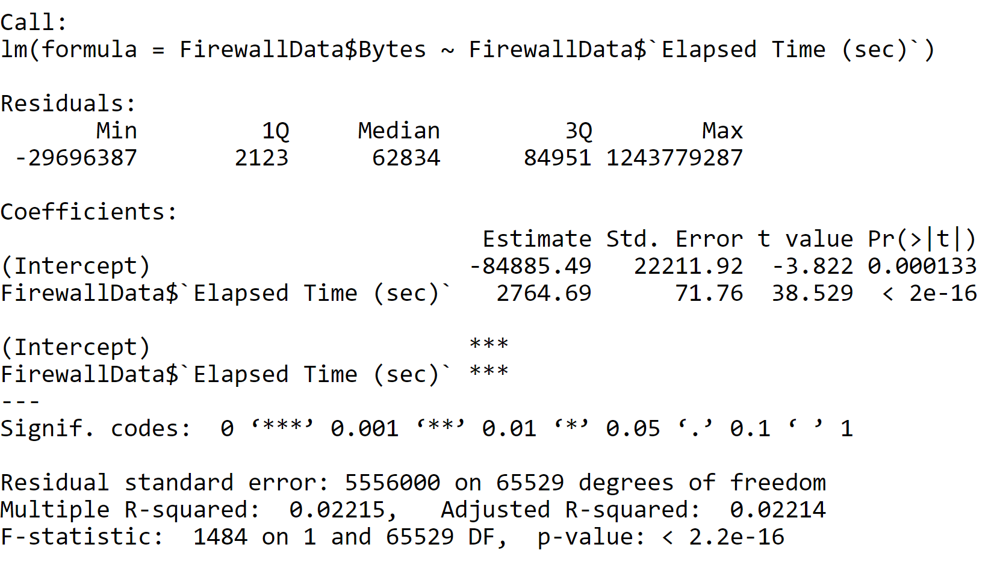 Call:
lm(formula = FirewallData$Bytes ~ FirewallData$`Elapsed Time (sec)`)
Residuals:
Min 1Q Median 3Q Max
-29696387 2123 62834 84951 1243779287
Coefficients:
Estimate Std. Error t value Pr(>|t|)
(Intercept) -84885.49 22211.92 -3.822 0.000133
FirewallData$`Elapsed Time (sec)` 2764.69 71.76 38.529 < 2e-16
(Intercept) ***
FirewallData$`Elapsed Time (sec)` ***
---
Signif. codes: 0 ‘***’ 0.001 ‘**’ 0.01 ‘*’ 0.05 ‘.’ 0.1 ‘ ’ 1
Residual standard error: 5556000 on 65529 degrees of freedom
Multiple R-squared: 0.02215, Adjusted R-squared: 0.02214
F-statistic: 1484 on 1 and 65529 DF, p-value: < 2.2e-16